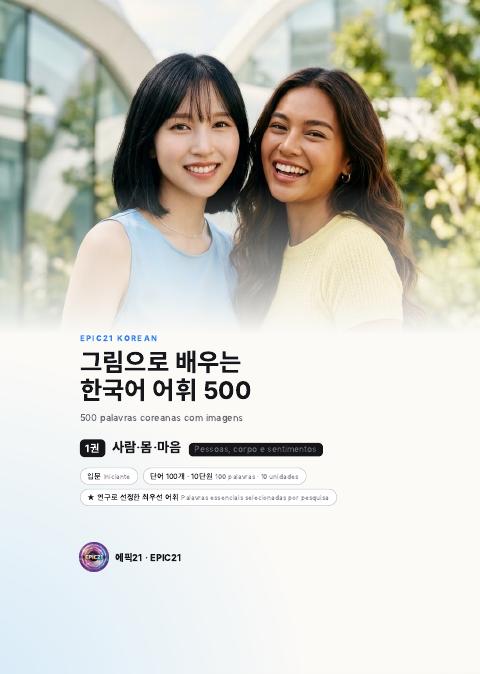 EPIC21 KOREAN
그림으로 배우는
한국어 어휘 500
500 palavras coreanas com imagens
1권 사람·몸·마음 Pessoas, corpo e sentimentos
입문 Iniciante 단어 100개 · 10단원 100 palavras · 10 unidades
★ 연구로 선정한 최우선 어휘 Palavras essenciais selecionadas por pesquisa
EPIC21 에픽21 · EPIC21